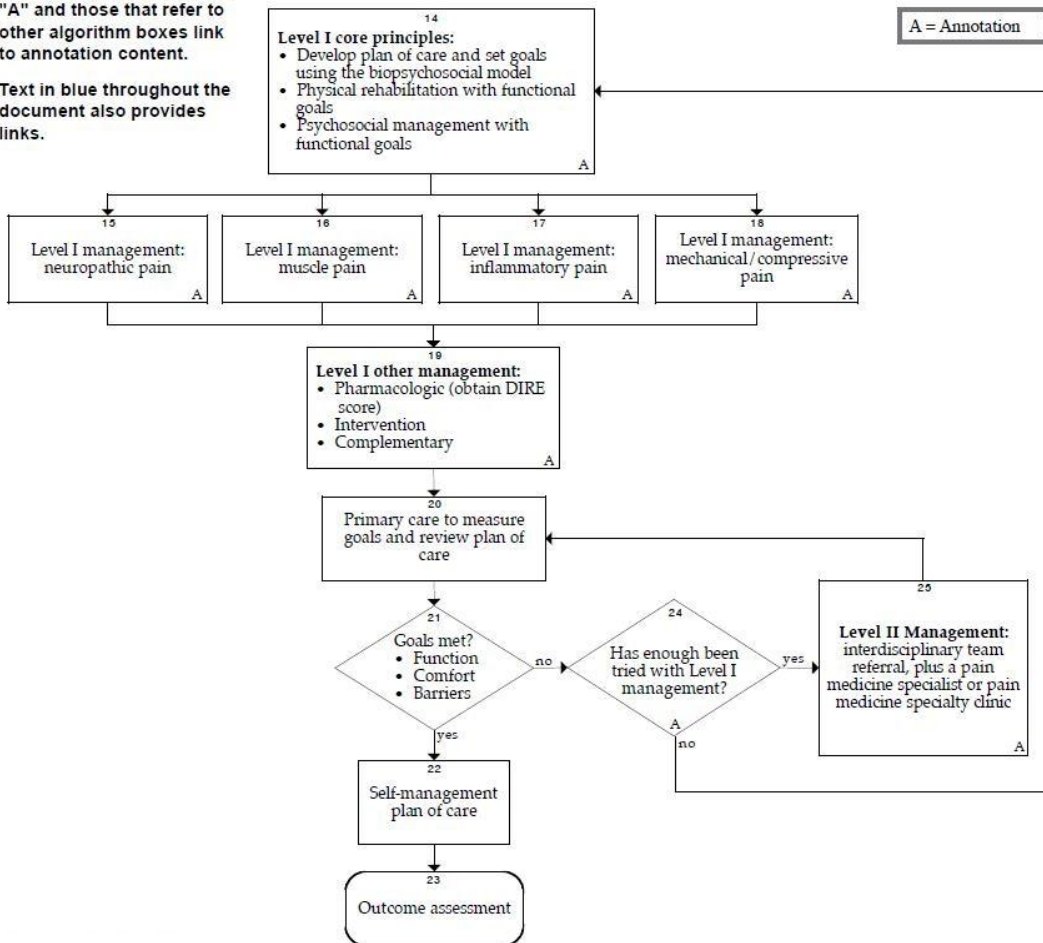 "A" and those that refer to
other algorithm boxes link
to annotation content.
Text in blue throughout the
document also provides
links.
A = Annotation
14
Level I core principles:
• Develop plan of care and set goals
using the biopsychosocial model
• Physical rehabilitation with functional
goals
• Psychosocial management with
functional goals
A
15
Level I management:
neuropathic pain
A
16
Level I management:
muscle pain
A
17
Level I management:
inflammatory pain
A
18
Level I management:
mechanical/compressive
pain
A
19
Level I other management:
• Pharmacologic (obtain DIRE
score)
• Intervention
• Complementary
A
20
Primary care to measure
goals and review plan of
care
21
Goals met?
• Function
• Comfort
• Barriers
no
yes
24
Has enough been
tried with Level I
management?
A
yes
no
25
Level II Management:
interdisciplinary team
referral, plus a pain
medicine specialist or pain
medicine specialty clinic
A
22
Self-management
plan of care
23
Outcome assessment